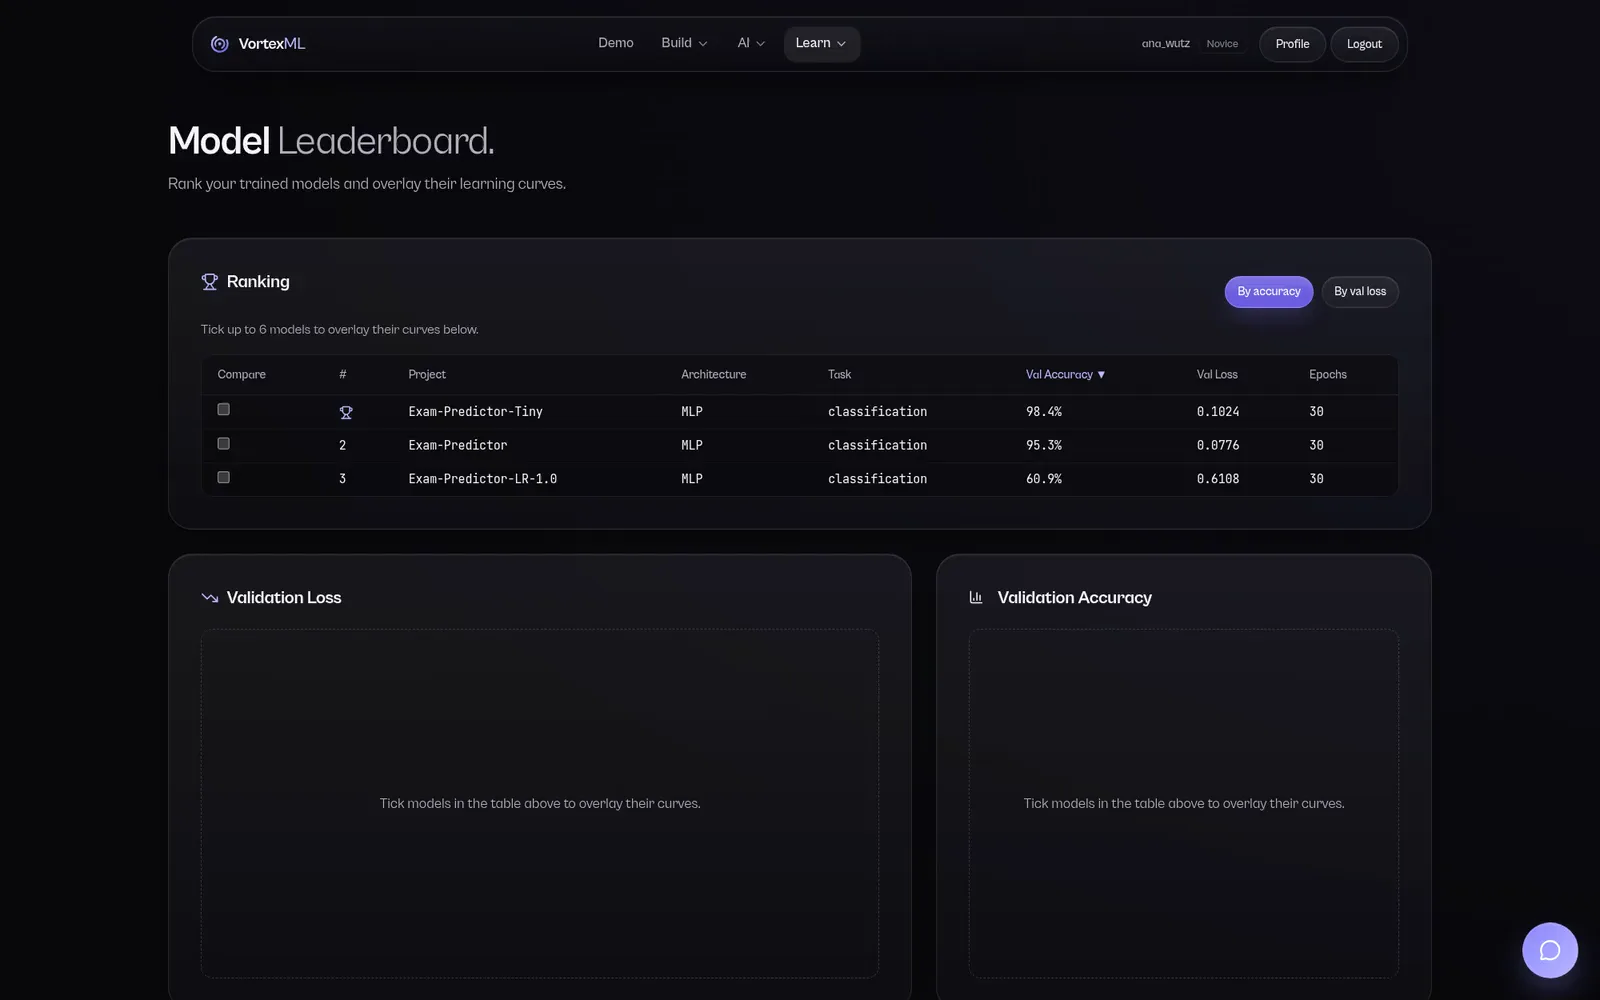 VortexML Demo Build AI Learn ana_wutz Novice Profile Logout
Model Leaderboard.
Rank your trained models and overlay their learning curves.
Ranking By accuracy By val loss
Tick up to 6 models to overlay their curves below.
Compare # Project Architecture Task Val Accuracy ▼ Val Loss Epochs
Exam-Predictor-Tiny MLP classification 98.4% 0.1024 30
2 Exam-Predictor MLP classification 95.3% 0.0776 30
3 Exam-Predictor-LR-1.0 MLP classification 60.9% 0.6108 30
Validation Loss
Tick models in the table above to overlay their curves.
Validation Accuracy
Tick models in the table above to overlay their curves.